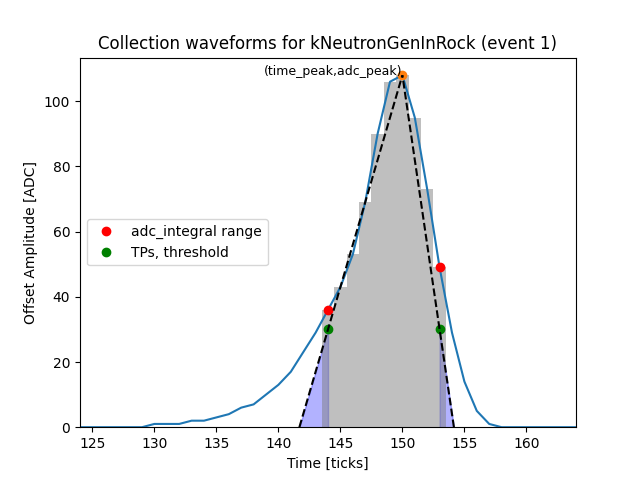 Collection waveforms for kNeutronGenInRock (event 1)
(time_peak,adc_peak)
100
80
60
40
20
0
Offset Amplitude [ADC]
adc_integral range
TPs, threshold
125 130 135 140 145 150 155 160
Time [ticks]